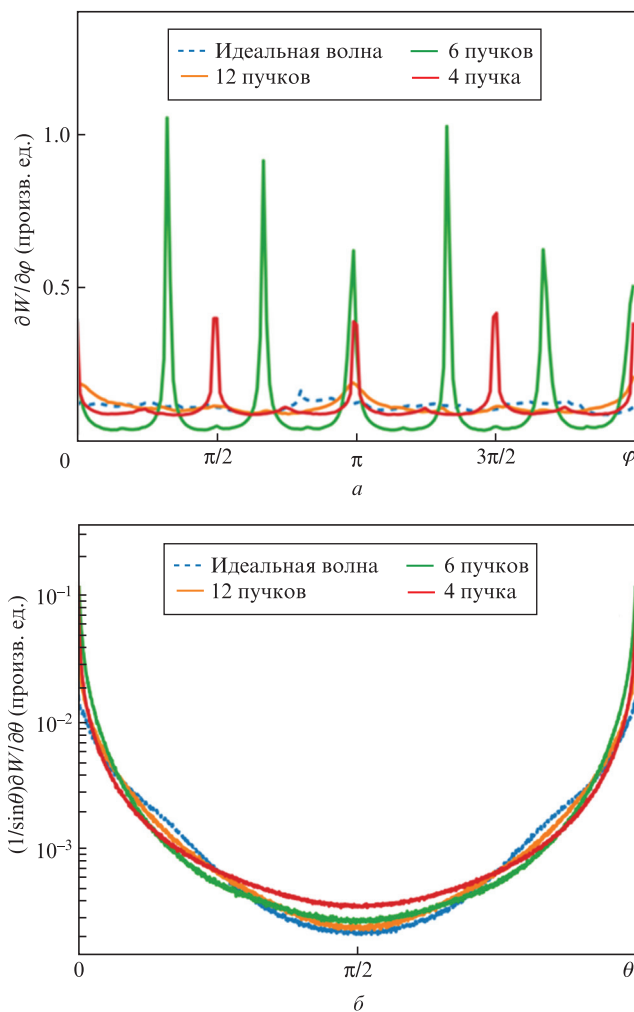 Идеальная волна 6 пучков
12 пучков 4 пучка
∂W/∂φ (произв. ед.)
1.0
0.5
0 π/2 π 3π/2 φ
а
Идеальная волна 6 пучков
12 пучков 4 пучка
(1/sinθ)∂W/∂θ (произв. ед.)
10⁻¹
10⁻²
10⁻³
0 π/2 θ
б